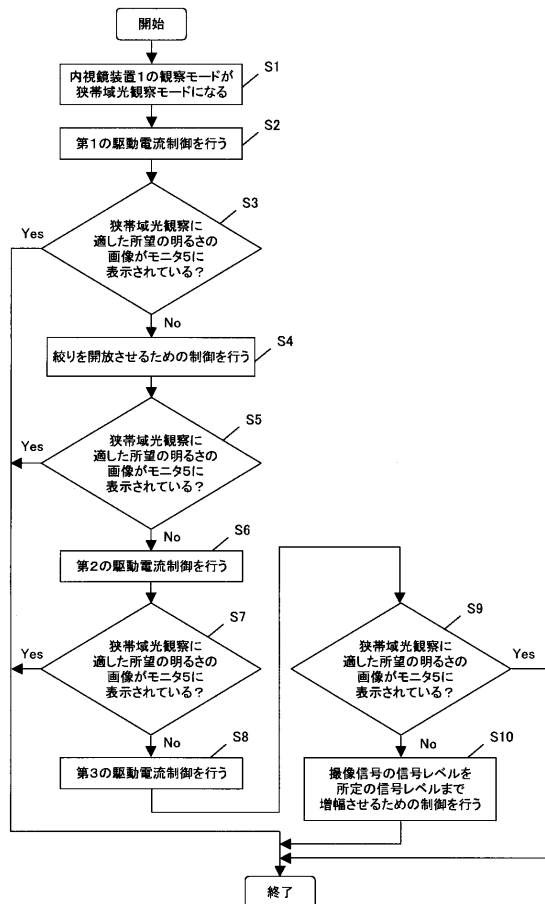 開始
S1
内視鏡装置1の観察モードが
狭帯域光観察モードになる
S2
第1の駆動電流制御を行う
S3
狭帯域光観察に
適した所望の明るさの
画像がモニタ5に
表示されている?
Yes
No
S4
絞りを開放させるための制御を行う
S5
狭帯域光観察に
適した所望の明るさの
画像がモニタ5に
表示されている?
Yes
No
S6
第2の駆動電流制御を行う
S7
狭帯域光観察に
適した所望の明るさの
画像がモニタ5に
表示されている?
Yes
No
S8
第3の駆動電流制御を行う
S9
狭帯域光観察に
適した所望の明るさの
画像がモニタ5に
表示されている?
Yes
No
S10
撮像信号の信号レベルを
所定の信号レベルまで
増幅させるための制御を行う
終了